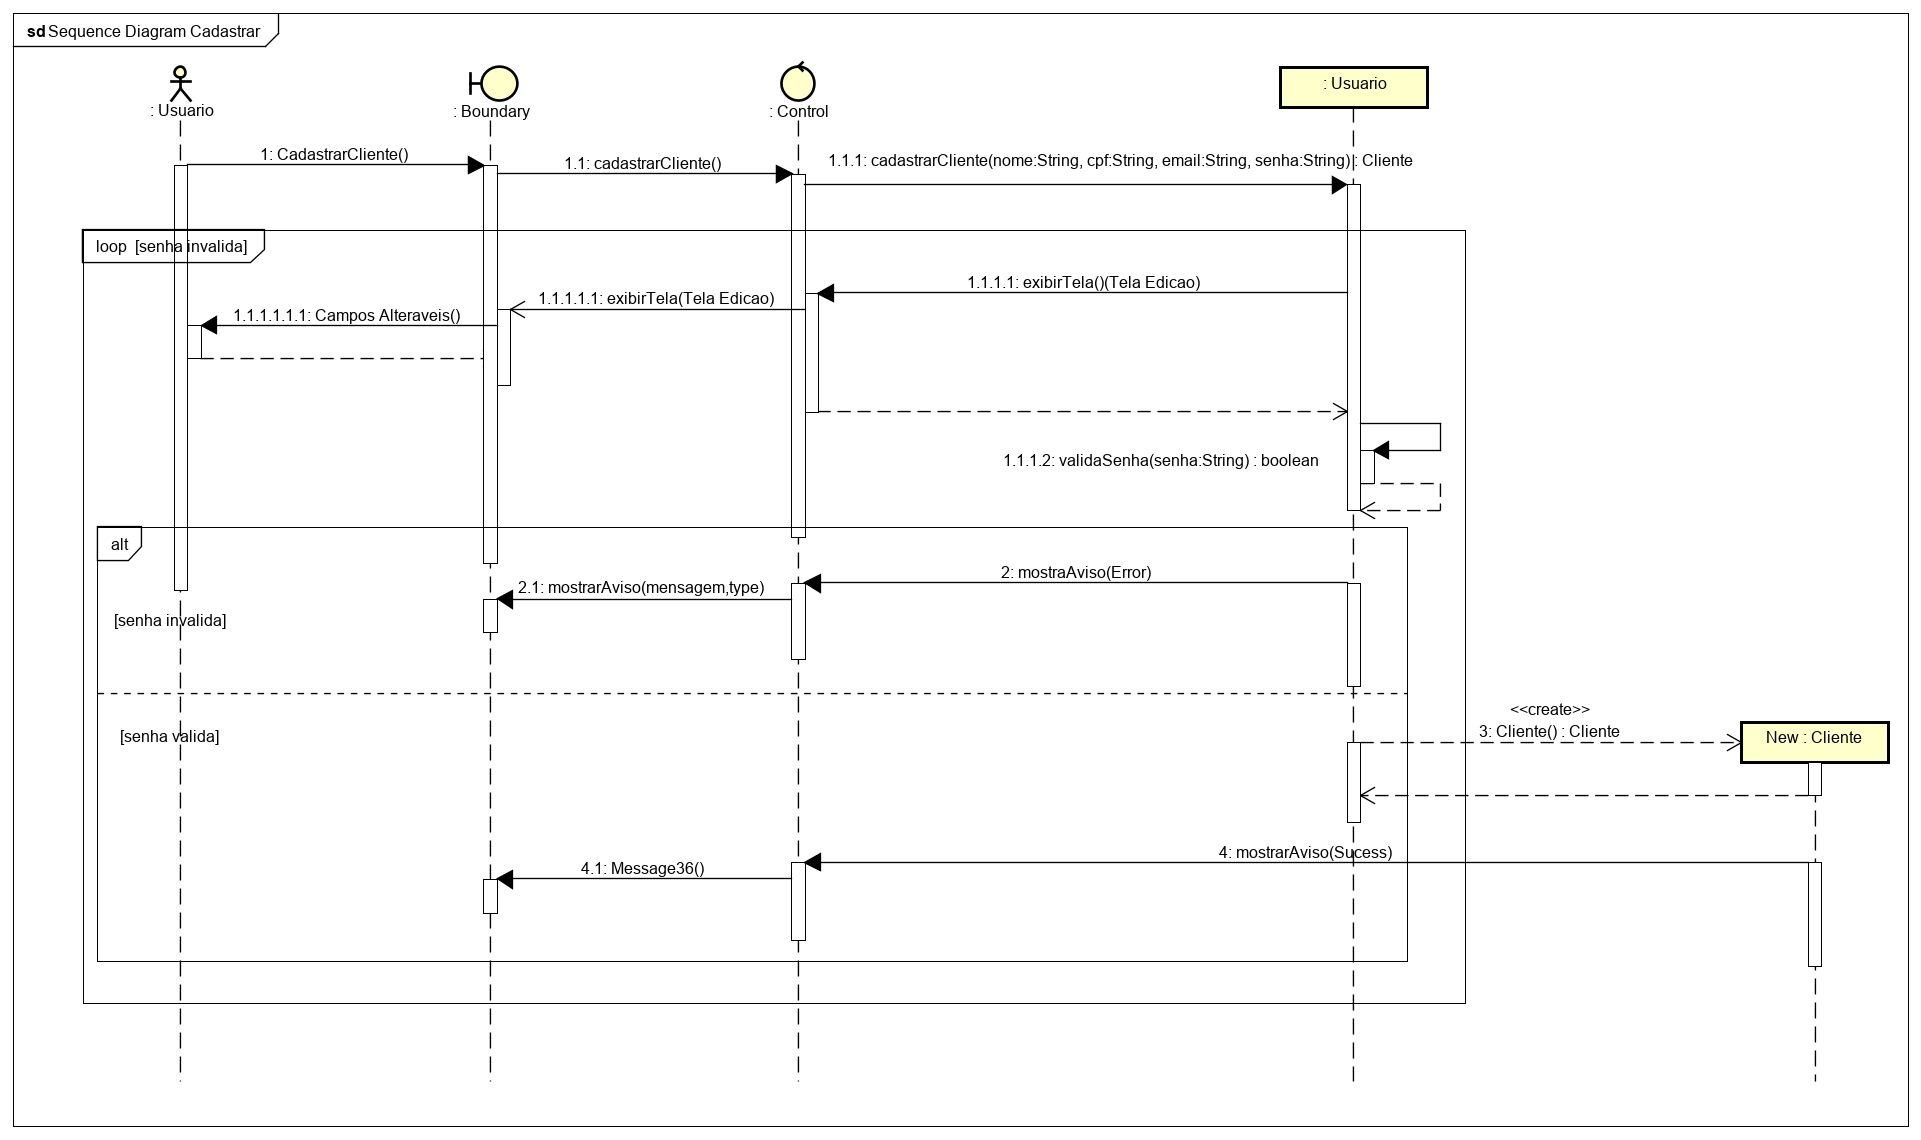 sd Sequence Diagram Cadastrar
: Usuario
: Boundary
: Control
: Usuario
1: CadastrarCliente()
1.1: cadastrarCliente()
1.1.1: cadastrarCliente(nome:String, cpf:String, email:String, senha:String) : Cliente
loop [senha invalida]
1.1.1.1: exibirTela()(Tela Edicao)
1.1.1.1.1: exibirTela(Tela Edicao)
1.1.1.1.1.1: Campos Alteraveis()
1.1.1.2: validaSenha(senha:String) : boolean
alt
2: mostraAviso(Error)
2.1: mostrarAviso(mensagem,type)
[senha invalida]
<<create>>
3: Cliente() : Cliente
New : Cliente
[senha valida]
4: mostrarAviso(Sucess)
4.1: Message36()